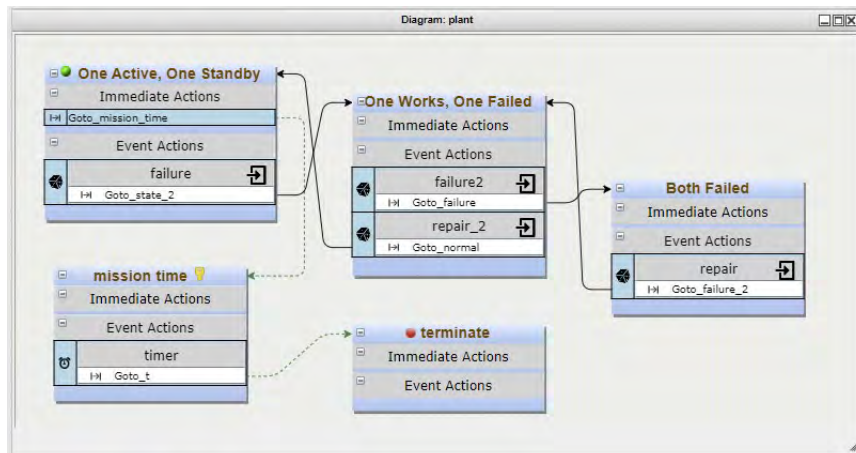 Diagram: plant
One Active, One Standby
Immediate Actions
Goto_mission_time
Event Actions
failure
Goto_state_2
One Works, One Failed
Immediate Actions
Event Actions
failure2
Goto_failure
repair_2
Goto_normal
Both Failed
Immediate Actions
Event Actions
repair
Goto_failure_2
mission time
Immediate Actions
Event Actions
timer
Goto_t
terminate
Immediate Actions
Event Actions